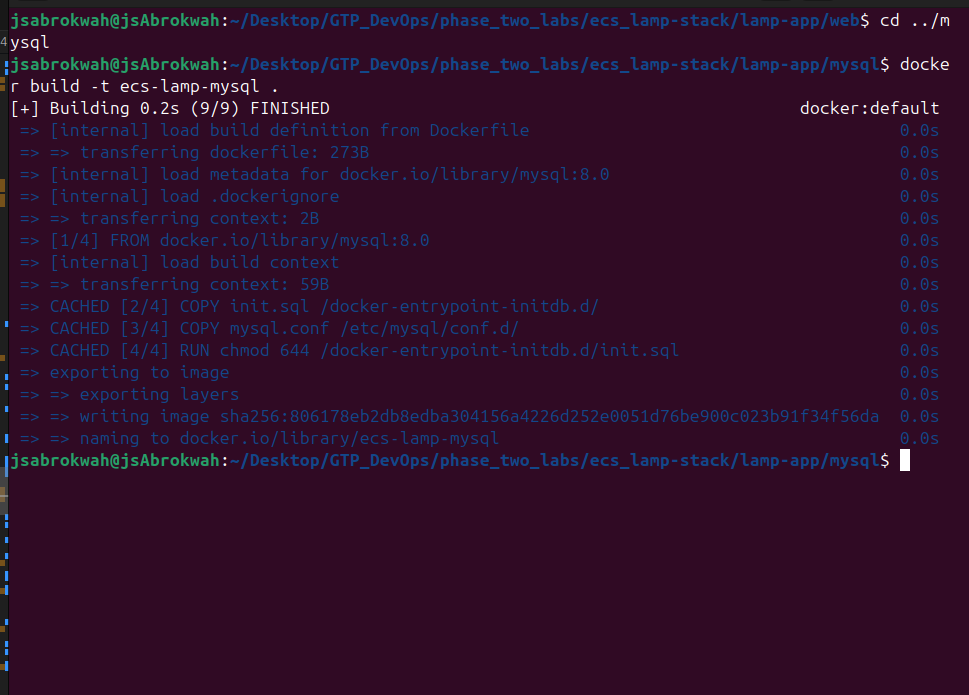 jsabrokwah@jsAbrokwah:~/Desktop/GTP_DevOps/phase_two_labs/ecs_lamp-stack/lamp-app/web$ cd ../m
ysql
jsabrokwah@jsAbrokwah:~/Desktop/GTP_DevOps/phase_two_labs/ecs_lamp-stack/lamp-app/mysql$ docke
r build -t ecs-lamp-mysql .
[+] Building 0.2s (9/9) FINISHED docker:default
=> [internal] load build definition from Dockerfile 0.0s
=> => transferring dockerfile: 273B 0.0s
=> [internal] load metadata for docker.io/library/mysql:8.0 0.0s
=> [internal] load .dockerignore 0.0s
=> => transferring context: 2B 0.0s
=> [1/4] FROM docker.io/library/mysql:8.0 0.0s
=> [internal] load build context 0.0s
=> => transferring context: 59B 0.0s
=> CACHED [2/4] COPY init.sql /docker-entrypoint-initdb.d/ 0.0s
=> CACHED [3/4] COPY mysql.conf /etc/mysql/conf.d/ 0.0s
=> CACHED [4/4] RUN chmod 644 /docker-entrypoint-initdb.d/init.sql 0.0s
=> exporting to image 0.0s
=> => exporting layers 0.0s
=> => writing image sha256:806178eb2db8edba304156a4226d252e0051d76be900c023b91f34f56da 0.0s
=> => naming to docker.io/library/ecs-lamp-mysql 0.0s
jsabrokwah@jsAbrokwah:~/Desktop/GTP_DevOps/phase_two_labs/ecs_lamp-stack/lamp-app/mysql$